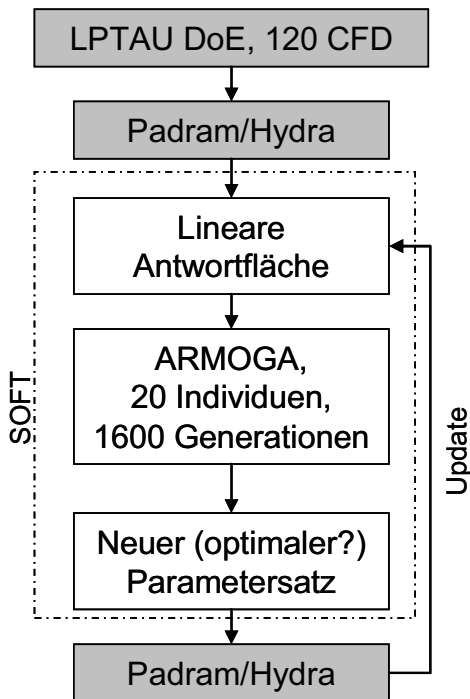 LPTAU DoE, 120 CFD
Padram/Hydra
Lineare
Antwortfläche
ARMOGA,
20 Individuen,
1600 Generationen
Neuer (optimaler?)
Parametersatz
Padram/Hydra
SOFT
Update